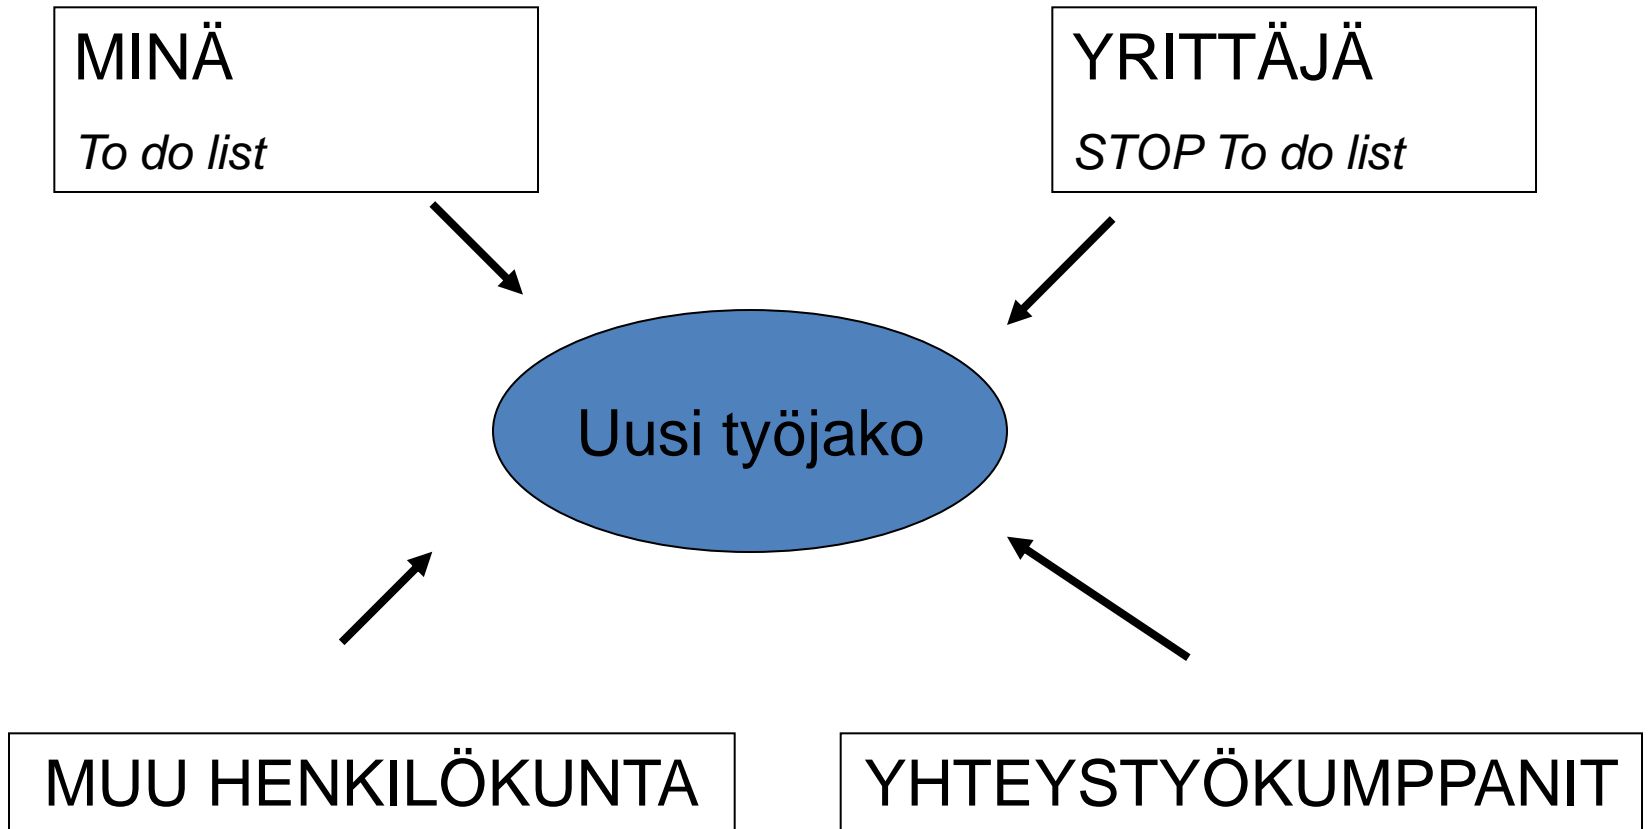 MINÄ
To do list
YRITTÄJÄ
STOP To do list
Uusi työjako
MUU HENKILÖKUNTA
YHTEYSTYÖKUMPPANIT